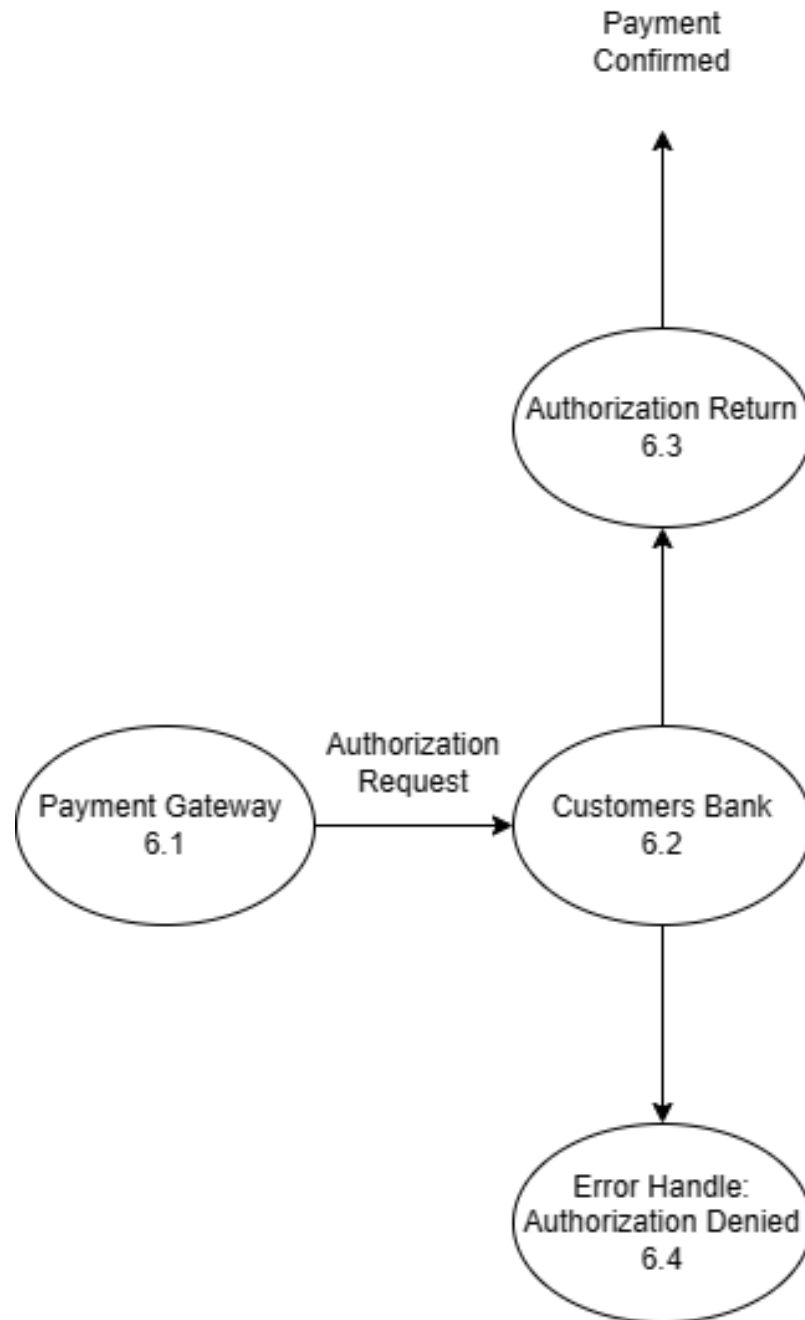 Payment
Confirmed
Authorization Return
6.3
Authorization
Request
Payment Gateway
6.1
Customers Bank
6.2
Error Handle:
Authorization Denied
6.4